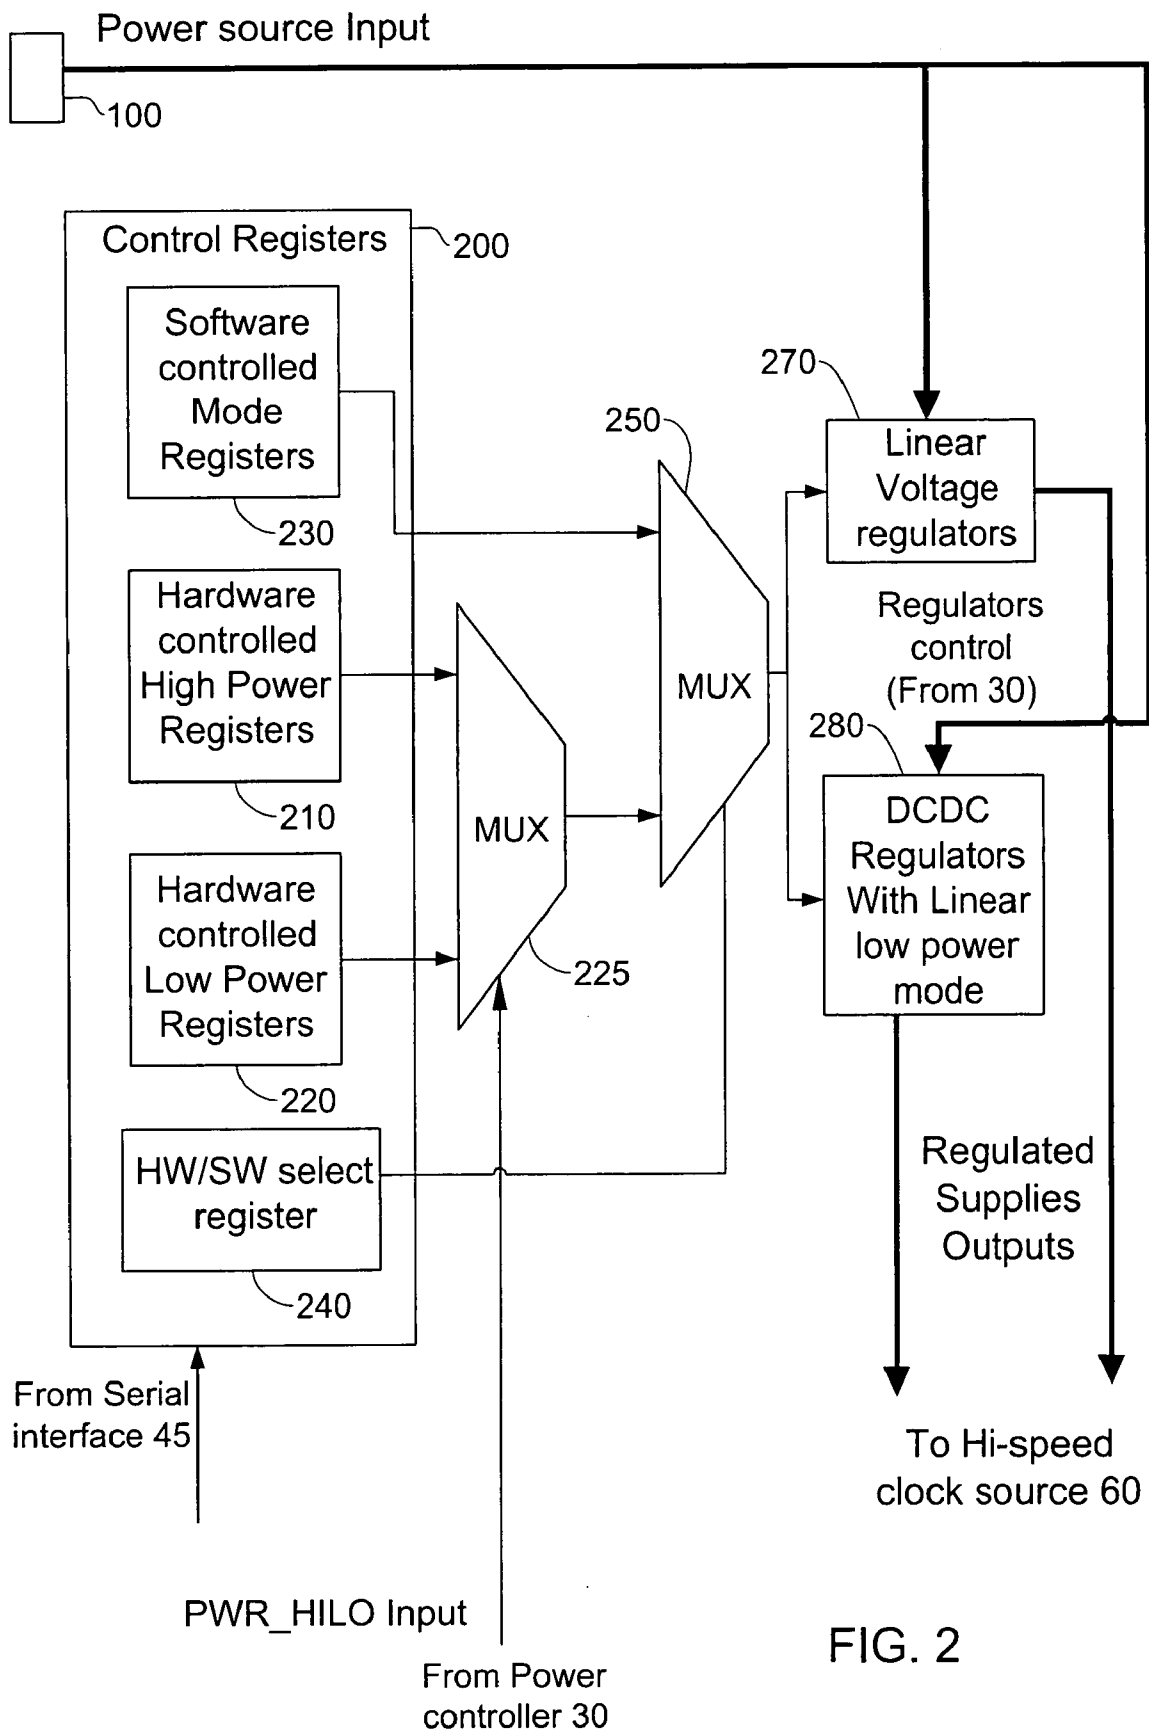 Power source Input
100
Control Registers
200
Software
controlled
Mode
Registers
230
Hardware
controlled
High Power
Registers
210
Hardware
controlled
Low Power
Registers
220
HW/SW select
register
240
From Serial
interface 45
MUX
225
250
MUX
270
Linear
Voltage
regulators
Regulators
control
(From 30)
280
DCDC
Regulators
With Linear
low power
mode
Regulated
Supplies
Outputs
To Hi-speed
clock source 60
PWR_HILO Input
From Power
controller 30
FIG. 2